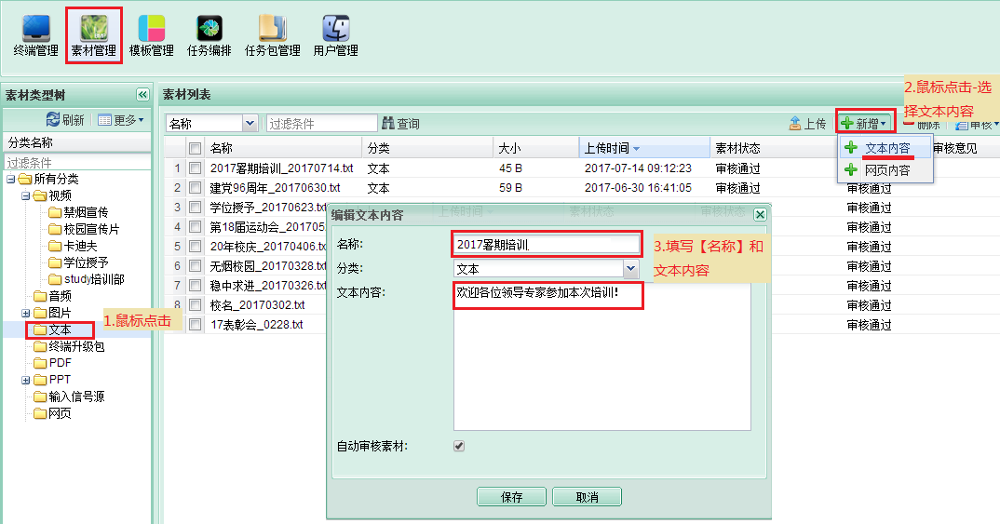 终端管理 素材管理 模板管理 任务编排 任务包管理 用户管理
素材类型树
刷新 更多
分类名称
过滤条件
所有分类
视频
禁烟宣传
校园宣传片
卡迪夫
学位授予
study培训部
音频
图片
文本
终端升级包
PDF
PPT
输入信号源
网页
1.鼠标点击
素材列表
名称 过滤条件 查询 上传 新增 删除 审核
2.鼠标点击-选
择文本内容
文本内容
网页内容
名称 分类 大小 上传时间 素材状态 审核意见
1 2017暑期培训_20170714.txt 文本 45 B 2017-07-14 09:12:23 审核通过
2 建党96周年_20170630.txt 文本 59 B 2017-06-30 16:41:05 审核通过 审核通过
3 学位授予_20170623.txt 审核通过
4 第18届运动会_201705 审核通过
5 20年校庆_20170406.txt 审核通过
6 无烟校园_20170328.txt 审核通过
7 稳中求进_20170326.txt 审核通过
8 校名_20170302.txt 审核通过
9 17表彰会_0228.txt 审核通过
编辑文本内容
上传时间 素材状态 审核状态
名称: 2017暑期培训
分类: 文本
文本内容: 欢迎各位领导专家参加本次培训!
3.填写【名称】和
文本内容
自动审核素材:
保存 取消